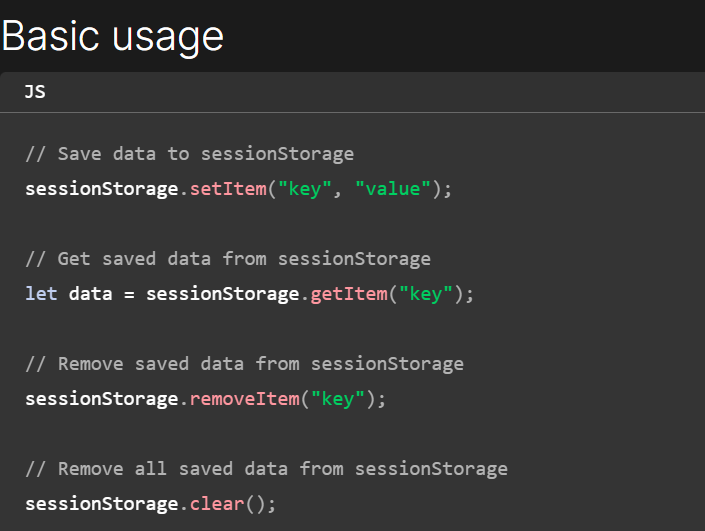 Basic usage
JS
// Save data to sessionStorage
sessionStorage.setItem("key", "value");
// Get saved data from sessionStorage
let data = sessionStorage.getItem("key");
// Remove saved data from sessionStorage
sessionStorage.removeItem("key");
// Remove all saved data from sessionStorage
sessionStorage.clear();